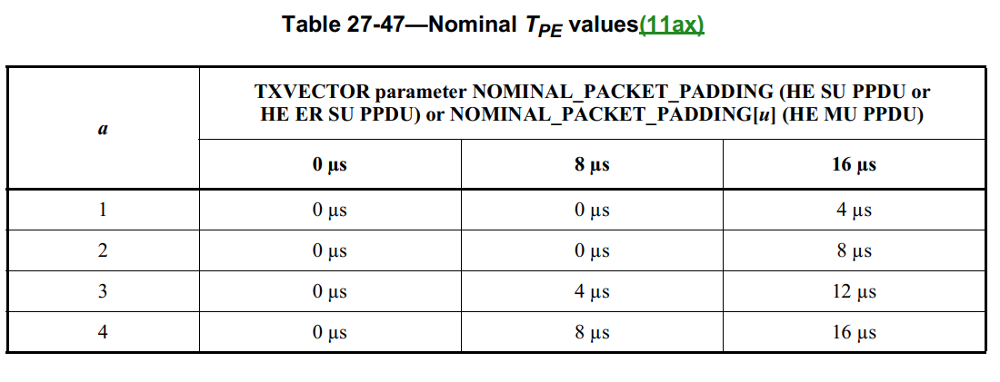 Table 27-47—Nominal TPE values(11ax)
a
TXVECTOR parameter NOMINAL_PACKET_PADDING (HE SU PPDU or
HE ER SU PPDU) or NOMINAL_PACKET_PADDING[u] (HE MU PPDU)
0 µs 8 µs 16 µs
1 0 µs 0 µs 4 µs
2 0 µs 0 µs 8 µs
3 0 µs 4 µs 12 µs
4 0 µs 8 µs 16 µs